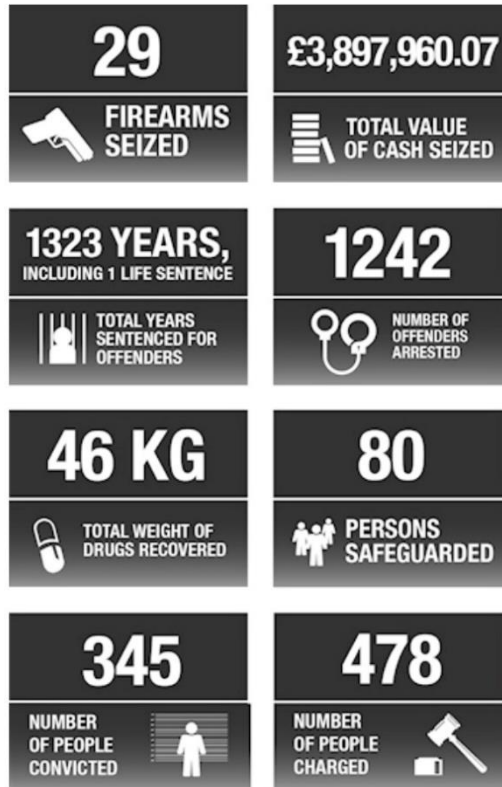 29
FIREARMS
SEIZED
£3,897,960.07
TOTAL VALUE
OF CASH SEIZED
1323 YEARS,
INCLUDING 1 LIFE SENTENCE
TOTAL YEARS
SENTENCED FOR
OFFENDERS
1242
NUMBER OF
OFFENDERS
ARRESTED
46 KG
TOTAL WEIGHT OF
DRUGS RECOVERED
80
PERSONS
SAFEGUARDED
345
NUMBER
OF PEOPLE
CONVICTED
478
NUMBER
OF PEOPLE
CHARGED